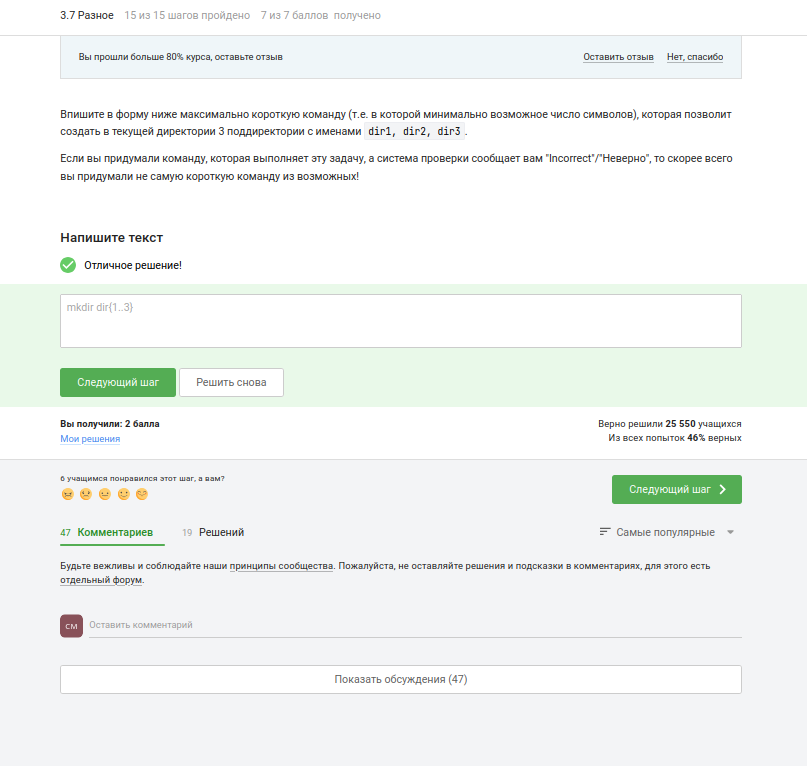 3.7 Разное 15 из 15 шагов пройдено 7 из 7 баллов получено
Вы прошли больше 80% курса, оставьте отзыв Оставить отзыв Нет, спасибо
Впишите в форму ниже максимально короткую команду (т.е. в которой минимально возможное число символов), которая позволит
создать в текущей директории 3 поддиректории с именами dir1, dir2, dir3.
Если вы придумали команду, которая выполняет эту задачу, а система проверки сообщает вам "Incorrect"/"Неверно", то скорее всего
вы придумали не самую короткую команду из возможных!
Напишите текст
Отличное решение!
mkdir dir{1..3}
Следующий шаг Решить снова
Вы получили: 2 балла Верно решили 25 550 учащихся
Мои решения Из всех попыток 46% верных
6 учащимся понравился этот шаг, а вам?
Следующий шаг
47 Комментариев 19 Решений Самые популярные
Будьте вежливы и соблюдайте наши принципы сообщества. Пожалуйста, не оставляйте решения и подсказки в комментариях, для этого есть
отдельный форум.
СМ Оставить комментарий
Показать обсуждения (47)